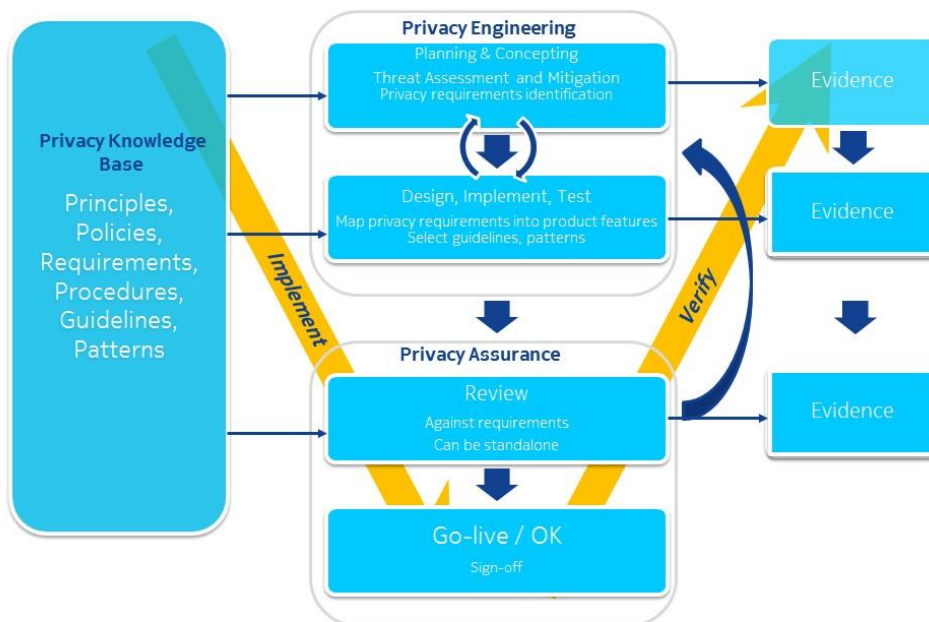 Privacy Knowledge
Base
Principles,
Policies,
Requirements,
Procedures,
Guidelines,
Patterns
Implement
Privacy Engineering
Planning & Concepting
Threat Assessment and Mitigation
Privacy requirements identification
Design, Implement, Test
Map privacy requirements into product features
Select guidelines, patterns
Privacy Assurance
Review
Against requirements
Can be standalone
Go-live / OK
Sign-off
Verify
Evidence
Evidence
Evidence